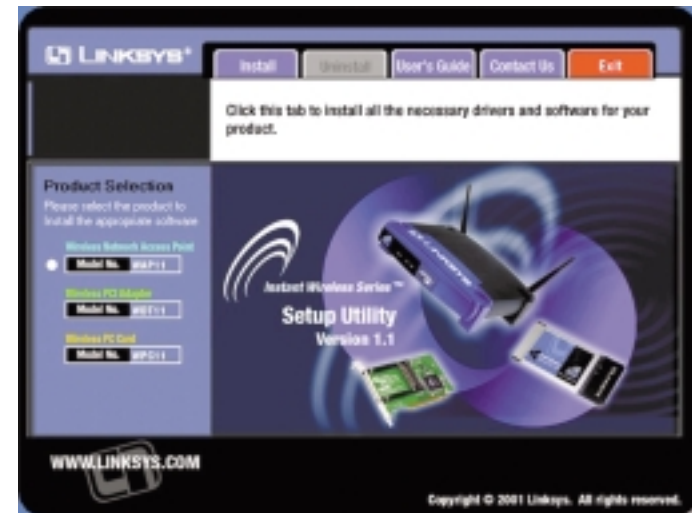 LINKSYS®
Install
Uninstall
User's Guide
Contact Us
Exit
Click this tab to install all the necessary drivers and software for your
product.
Product Selection
Please select the product to
install the appropriate software
Wireless Network Access Point
Model No. WAP11
Wireless PCI Adapter
Model No. WDT11
Wireless PC Card
Model No. WPC11
LINKSYS
Instant Wireless Series™
Setup Utility
Version 1.1
WWW.LINKSYS.COM
Copyright © 2001 Linksys. All rights reserved.